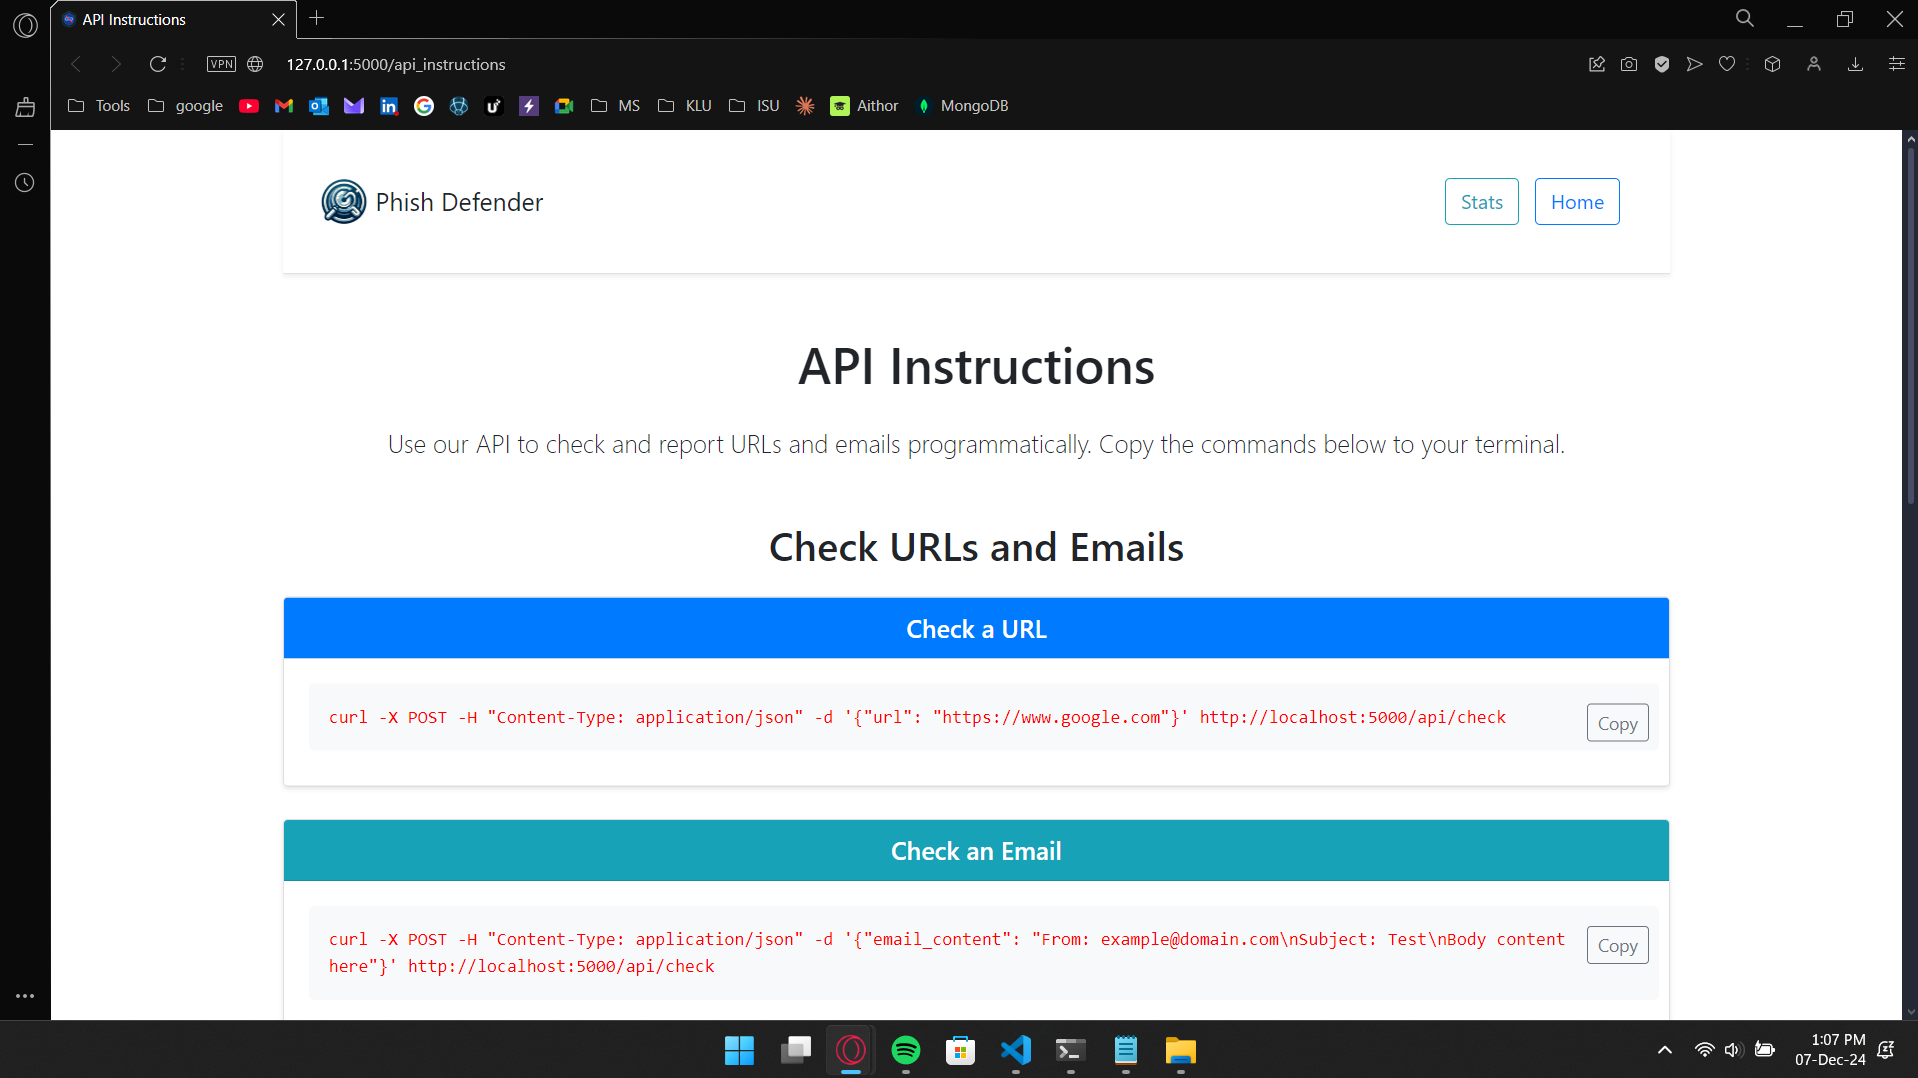 API Instructions
VPN
127.0.0.1:5000/api_instructions
Tools google MS KLU ISU Aithor MongoDB
Phish Defender
Stats Home
API Instructions
Use our API to check and report URLs and emails programmatically. Copy the commands below to your terminal.
Check URLs and Emails
Check a URL
curl -X POST -H "Content-Type: application/json" -d '{"url": "https://www.google.com"}' http://localhost:5000/api/check
Copy
Check an Email
curl -X POST -H "Content-Type: application/json" -d '{"email_content": "From: example@domain.com\nSubject: Test\nBody content
here"}' http://localhost:5000/api/check
Copy
1:07 PM
07-Dec-24